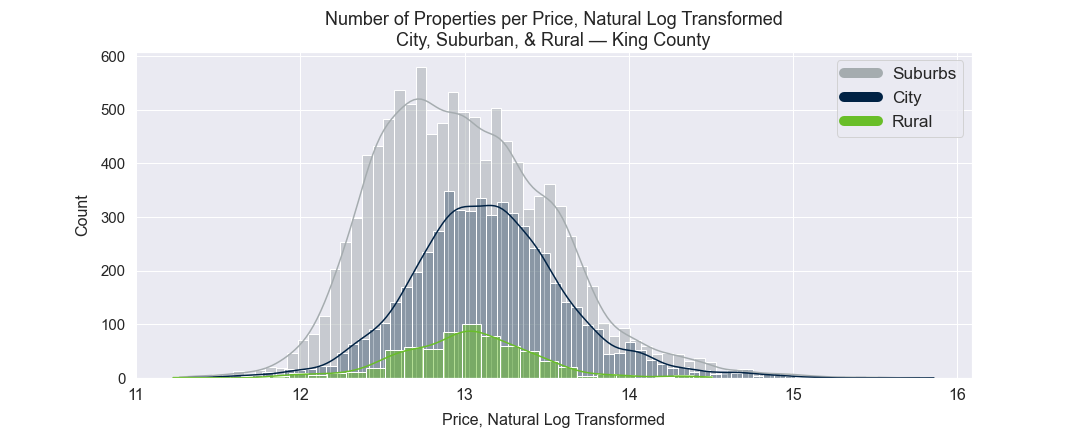 Number of Properties per Price, Natural Log Transformed
City, Suburban, & Rural — King County
600
500
400
300
200
100
0
Count
Suburbs
City
Rural
11
12
13
14
15
16
Price, Natural Log Transformed